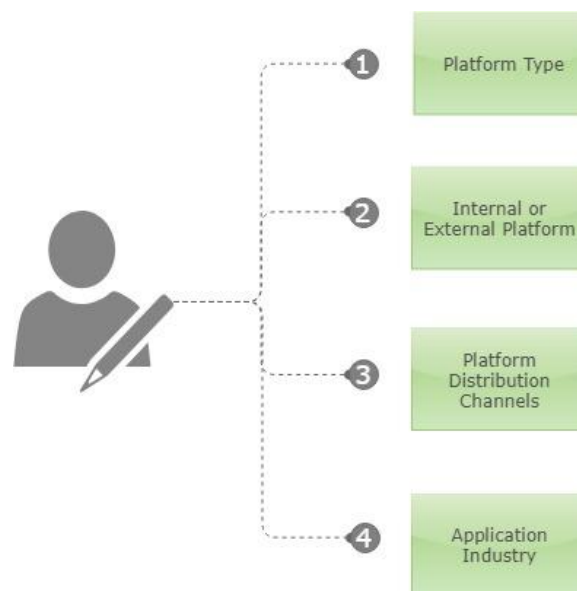 1
Platform Type
2
Internal or
External Platform
3
Platform
Distribution
Channels
4
Application
Industry